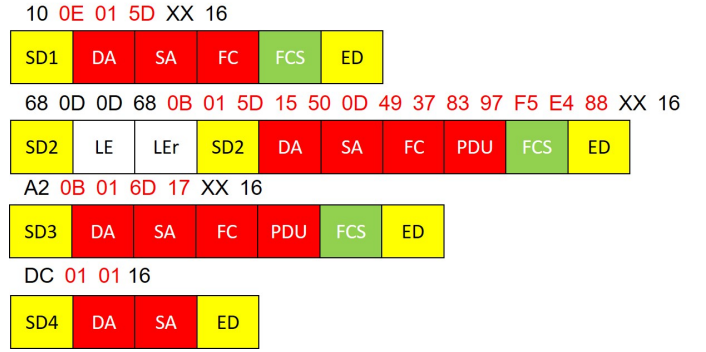 10 0E 01 5D XX 16
SD1 DA SA FC FCS ED
68 0D 0D 68 0B 01 5D 15 50 0D 49 37 83 97 F5 E4 88 XX 16
SD2 LE LEr SD2 DA SA FC PDU FCS ED
A2 0B 01 6D 17 XX 16
SD3 DA SA FC PDU FCS ED
DC 01 01 16
SD4 DA SA ED